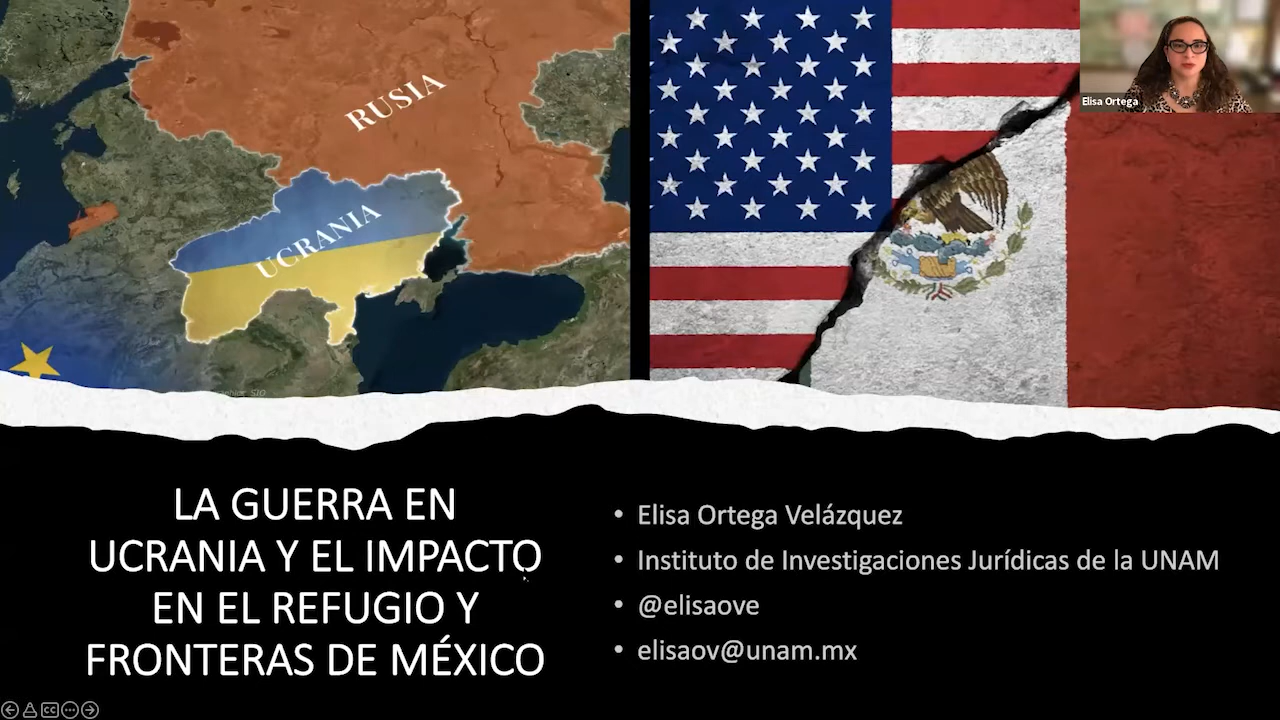 RUSIA
UCRANIA
Elisa Ortega
LA GUERRA EN
UCRANIA Y EL IMPACTO
EN EL REFUGIO Y
FRONTERAS DE MÉXICO
• Elisa Ortega Velázquez
• Instituto de Investigaciones Jurídicas de la UNAM
• @elisaove
• elisaov@unam.mx
CC